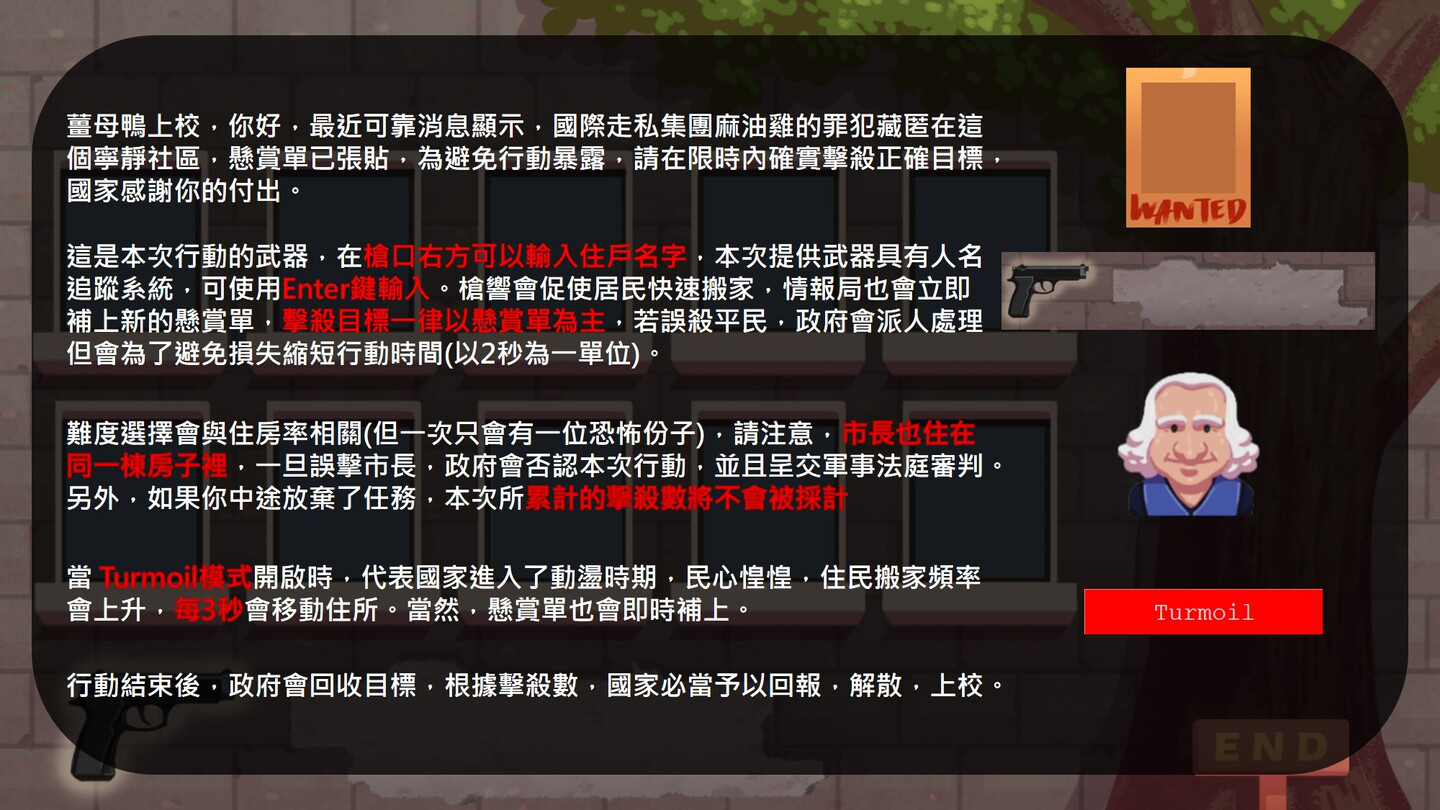 薑母鴨上校，你好，最近可靠消息顯示，國際走私集團麻油雞的罪犯藏匿在這
個寧靜社區，懸賞單已張貼，為避免行動暴露，請在限時內確實擊殺正確目標，
國家感謝你的付出。
WANTED
這是本次行動的武器，在槍口右方可以輸入住戶名字，本次提供武器具有人名
追蹤系統，可使用Enter鍵輸入。槍響會促使居民快速搬家，情報局也會立即
補上新的懸賞單，擊殺目標一律以懸賞單為主，若誤殺平民，政府會派人處理
但會為了避免損失縮短行動時間(以2秒為一單位)。
難度選擇會與住房率相關(但一次只會有一位恐怖份子)，請注意，市長也住在
同一棟房子裡，一旦誤擊市長，政府會否認本次行動，並且呈交軍事法庭審判。
另外，如果你中途放棄了任務，本次所累計的擊殺數將不會被採計
當 Turmoil模式開啟時，代表國家進入了動盪時期，民心惶惶，住民搬家頻率
會上升，每3秒會移動住所。當然，懸賞單也會即時補上。
Turmoil
行動結束後，政府會回收目標，根據擊殺數，國家必當予以回報，解散，上校。
END